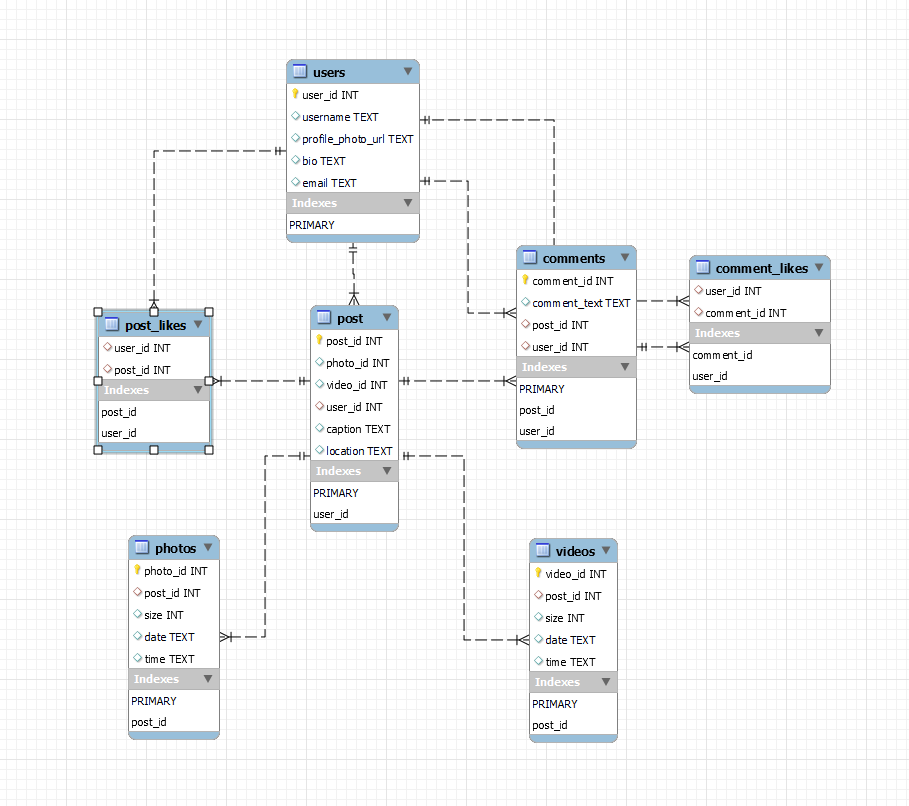 users
user_id INT
username TEXT
profile_photo_url TEXT
bio TEXT
email TEXT
Indexes
PRIMARY
comments
comment_id INT
comment_text TEXT
post_id INT
user_id INT
Indexes
PRIMARY
post_id
user_id
comment_likes
user_id INT
comment_id INT
Indexes
comment_id
user_id
post_likes
user_id INT
post_id INT
Indexes
post_id
user_id
post
post_id INT
photo_id INT
video_id INT
user_id INT
caption TEXT
location TEXT
Indexes
PRIMARY
user_id
photos
photo_id INT
post_id INT
size INT
date TEXT
time TEXT
Indexes
PRIMARY
post_id
videos
video_id INT
post_id INT
size INT
date TEXT
time TEXT
Indexes
PRIMARY
post_id